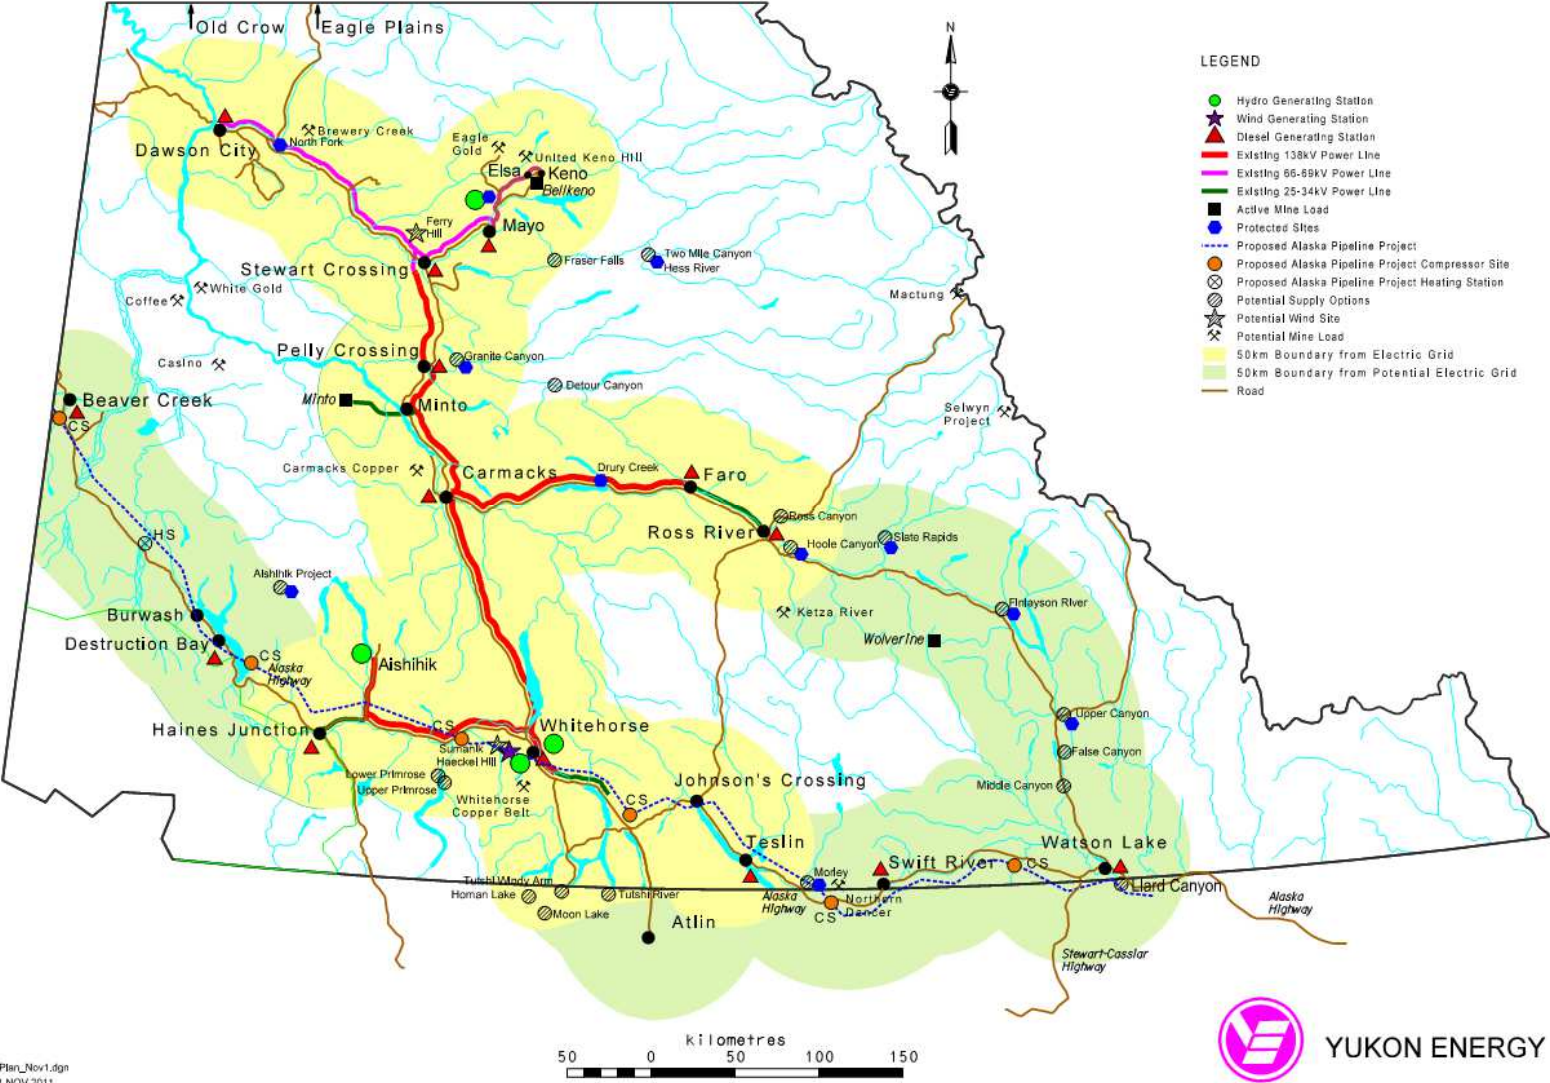 Old Crow
Eagle Plains
N
LEGEND
Hydro Generating Station
Wind Generating Station
Diesel Generating Station
Existing 138kV Power Line
Existing 66-69kV Power Line
Existing 25-34kV Power Line
Active Mine Load
Protected Sites
Proposed Alaska Pipeline Project
Proposed Alaska Pipeline Project Compressor Site
Proposed Alaska Pipeline Project Heating Station
Potential Supply Options
Potential Wind Site
Potential Mine Load
50km Boundary from Electric Grid
50km Boundary from Potential Electric Grid
Road
Brewery Creek
North Fork
Dawson City
Eagle
Gold
United Keno Hill
Elsa
Keno
Bellkeno
Ferry
Hill
Mayo
Stewart Crossing
Fraser Falls
Two Mile Canyon
Hess River
White Gold
Coffee
Mactung
Pelly Crossing
Granite Canyon
Casino
Detour Canyon
Beaver Creek
CS
Minto
Minto
Selwyn
Project
Carmacks Copper
Carmacks
Drury Creek
Faro
Ross Canyon
Ross River
Hoole Canyon
Slate Rapids
HS
Aishihik Project
Burwash
Ketza River
Finlayson River
Wolverine
Destruction Bay
CS
Alaska
Highway
Aishihik
Haines Junction
CS
Whitehorse
Sumanik
Haeckel Hill
Upper Canyon
False Canyon
Lower Primrose
Upper Primrose
Whitehorse
Copper Belt
Johnson's Crossing
Middle Canyon
CS
Teslin
Watson Lake
Swift River
CS
Morley
Liard Canyon
Tutshi Windy Arm
Homan Lake
Tutshi River
Moon Lake
Alaska
Highway
Northern
Dancer
CS
Alaska
Highway
Atlin
Stewart-Cassiar
Highway
kilometres
50 0 50 100 150
YUKON ENERGY
Plan_Nov1.dgn
NOV 2011